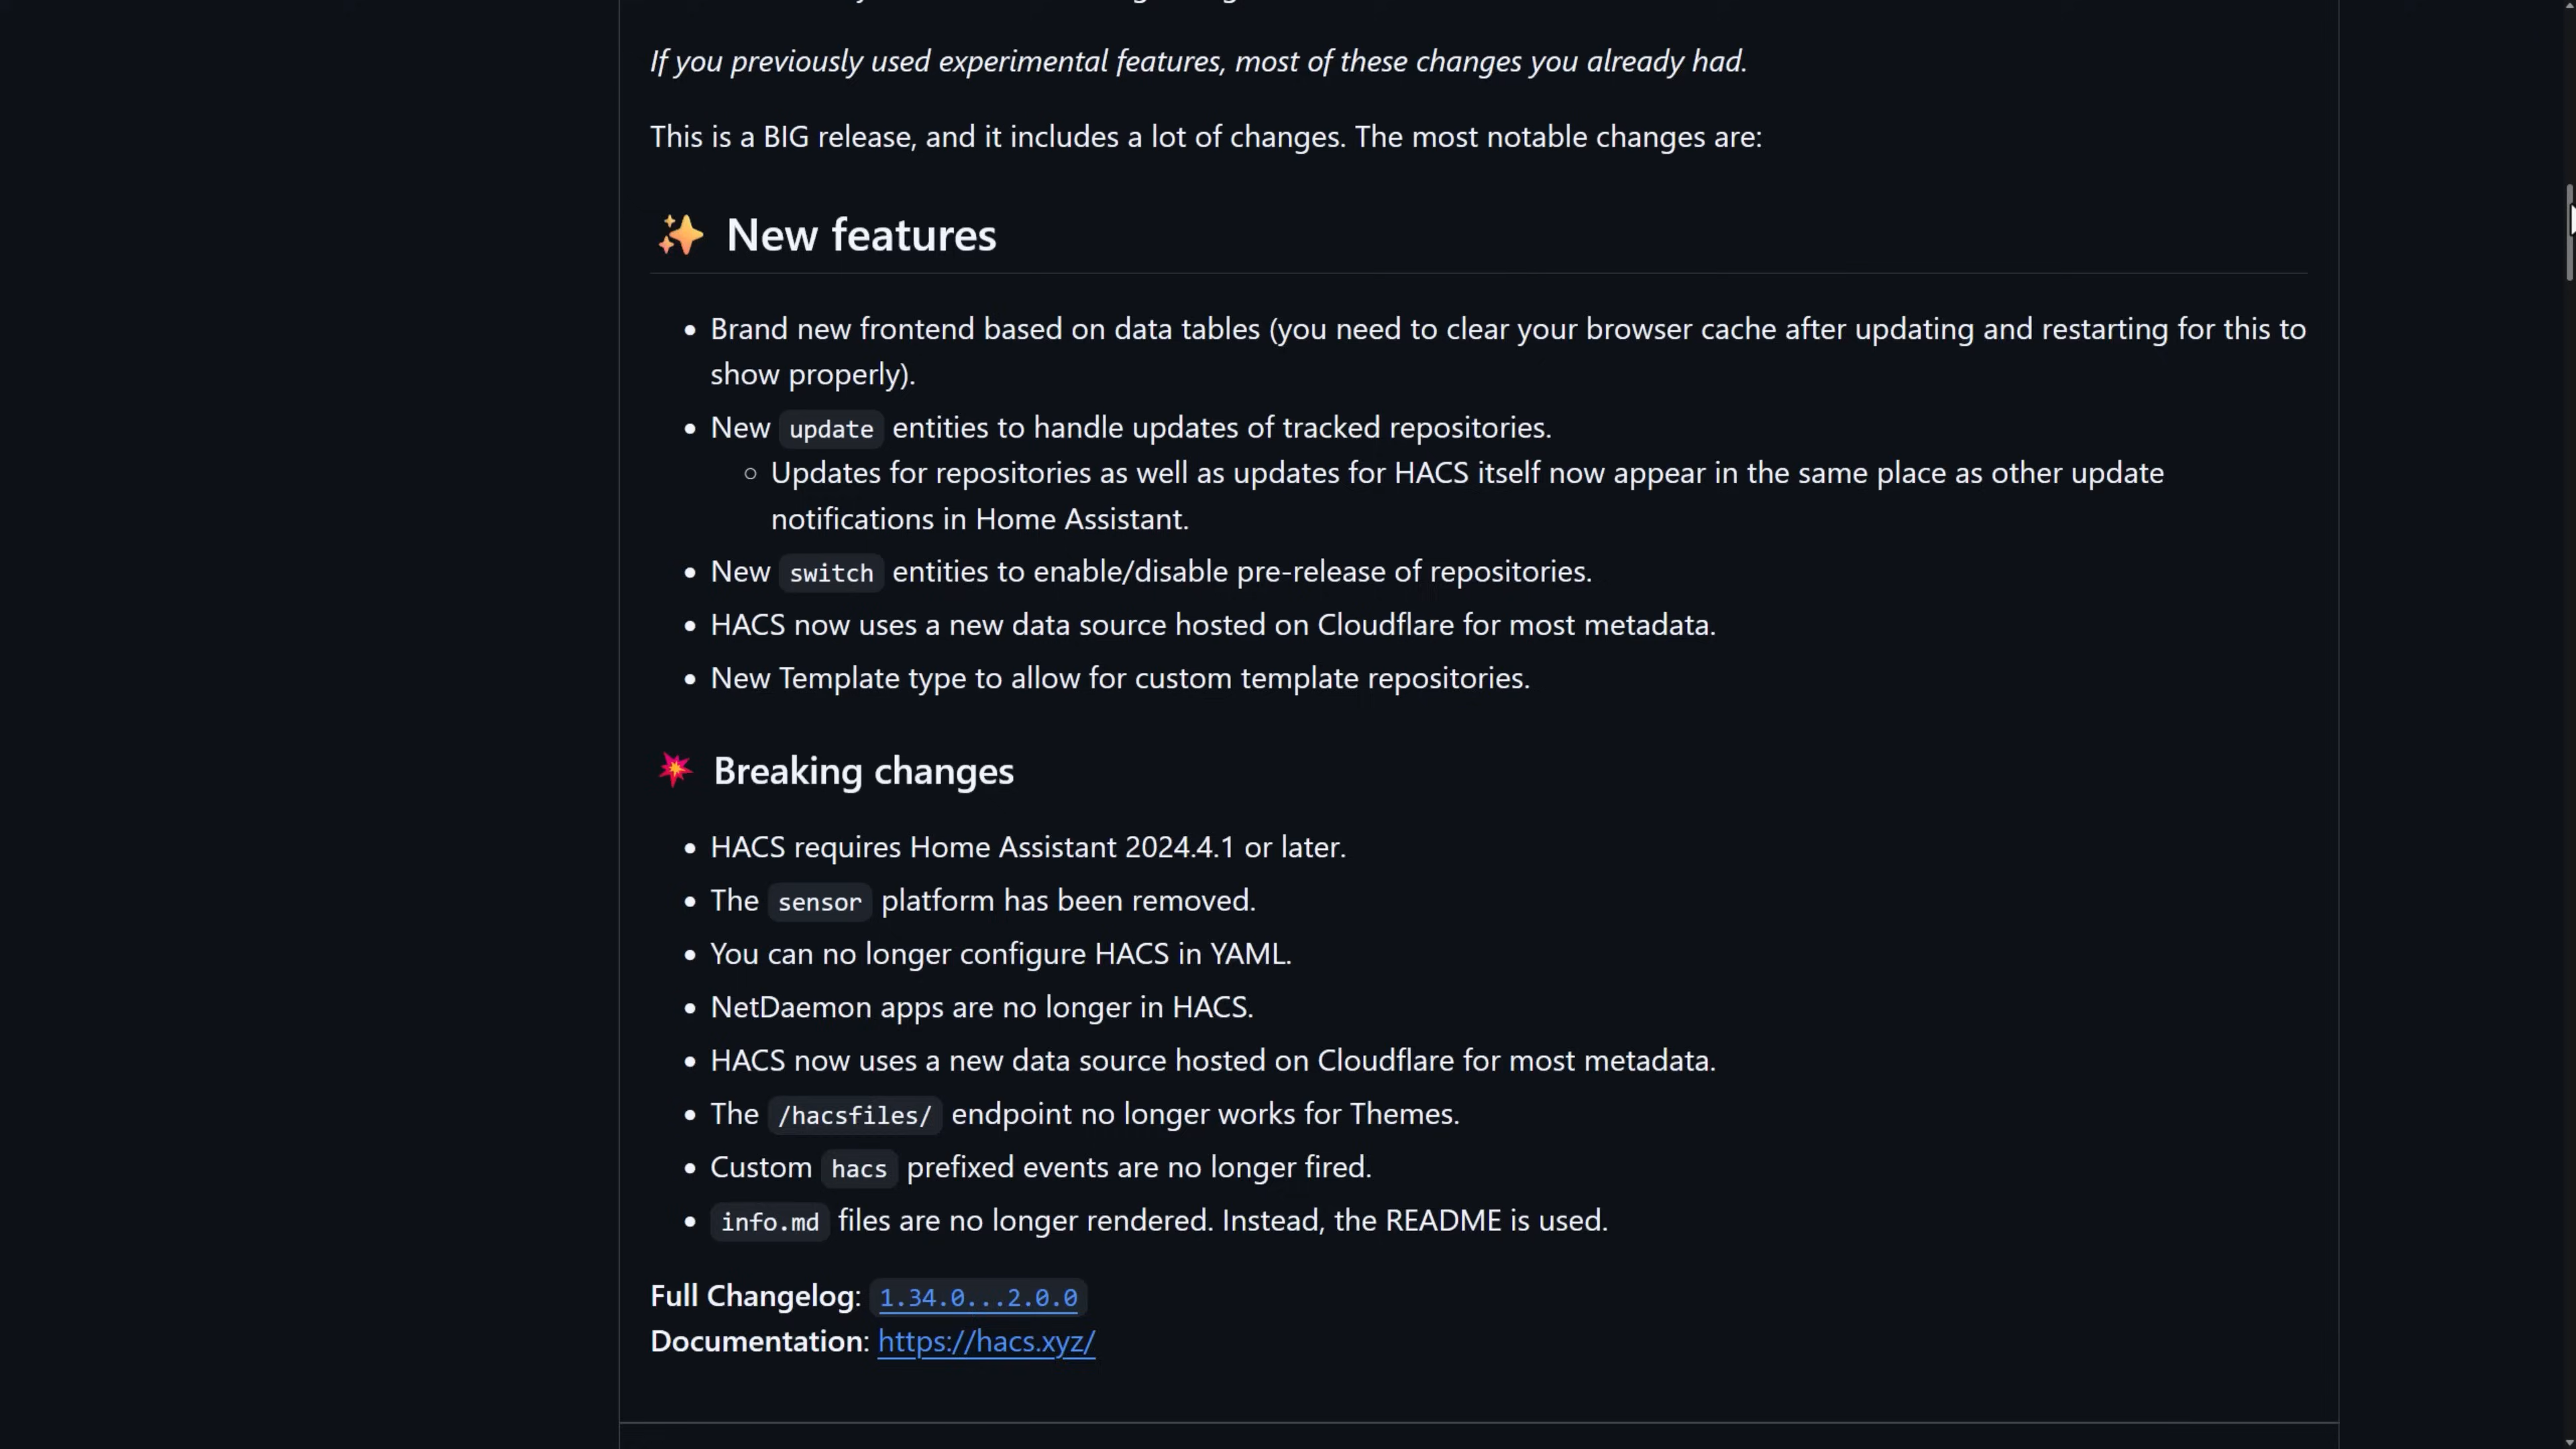 If you previously used experimental features, most of these changes you already had.
This is a BIG release, and it includes a lot of changes. The most notable changes are:
✨ New features
• Brand new frontend based on data tables (you need to clear your browser cache after updating and restarting for this to
show properly).
• New update entities to handle updates of tracked repositories.
◦ Updates for repositories as well as updates for HACS itself now appear in the same place as other update
notifications in Home Assistant.
• New switch entities to enable/disable pre-release of repositories.
• HACS now uses a new data source hosted on Cloudflare for most metadata.
• New Template type to allow for custom template repositories.
💥 Breaking changes
• HACS requires Home Assistant 2024.4.1 or later.
• The sensor platform has been removed.
• You can no longer configure HACS in YAML.
• NetDaemon apps are no longer in HACS.
• HACS now uses a new data source hosted on Cloudflare for most metadata.
• The /hacsfiles/ endpoint no longer works for Themes.
• Custom hacs prefixed events are no longer fired.
• info.md files are no longer rendered. Instead, the README is used.
Full Changelog: 1.34.0...2.0.0
Documentation: https://hacs.xyz/